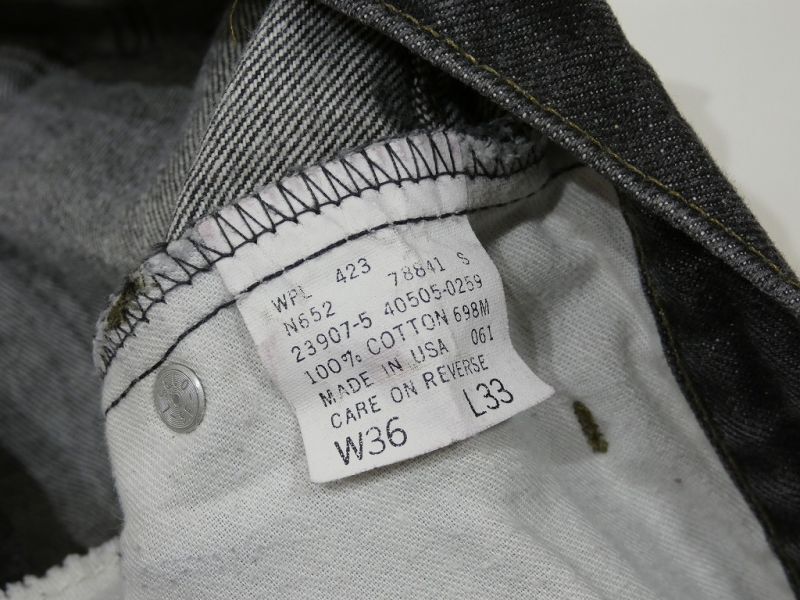 WPL 423 78841 S
N652
23907-5 40505-0259
100% COTTON 698M
MADE IN USA 061
CARE ON REVERSE
W36 L33